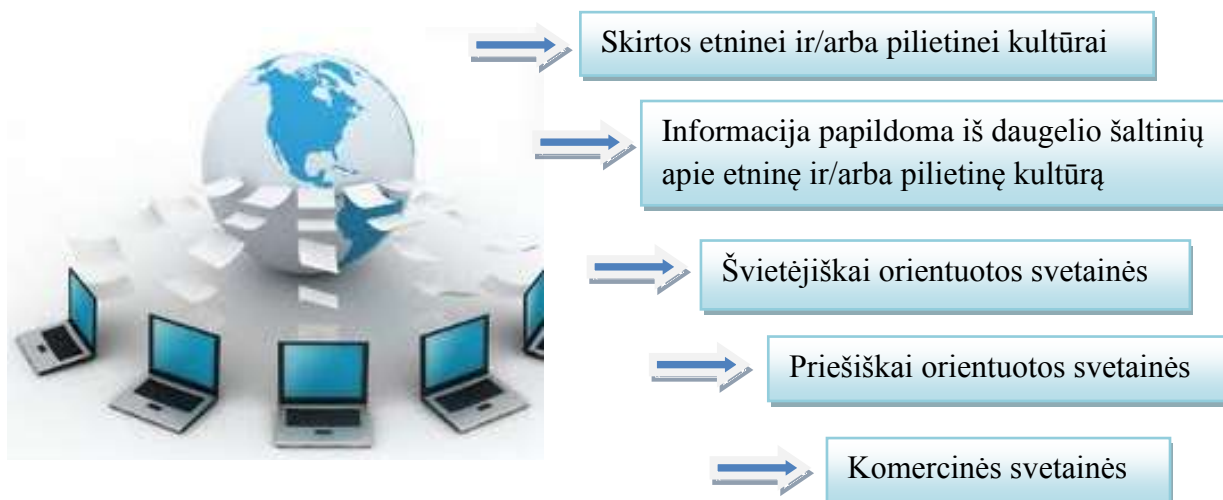 Skirtos etninei ir/arba pilietinei kultūrai
Informacija papildoma iš daugelio šaltinių
apie etninę ir/arba pilietinę kultūrą
Švietėjiškai orientuotos svetainės
Priešiškai orientuotos svetainės
Komercinės svetainės